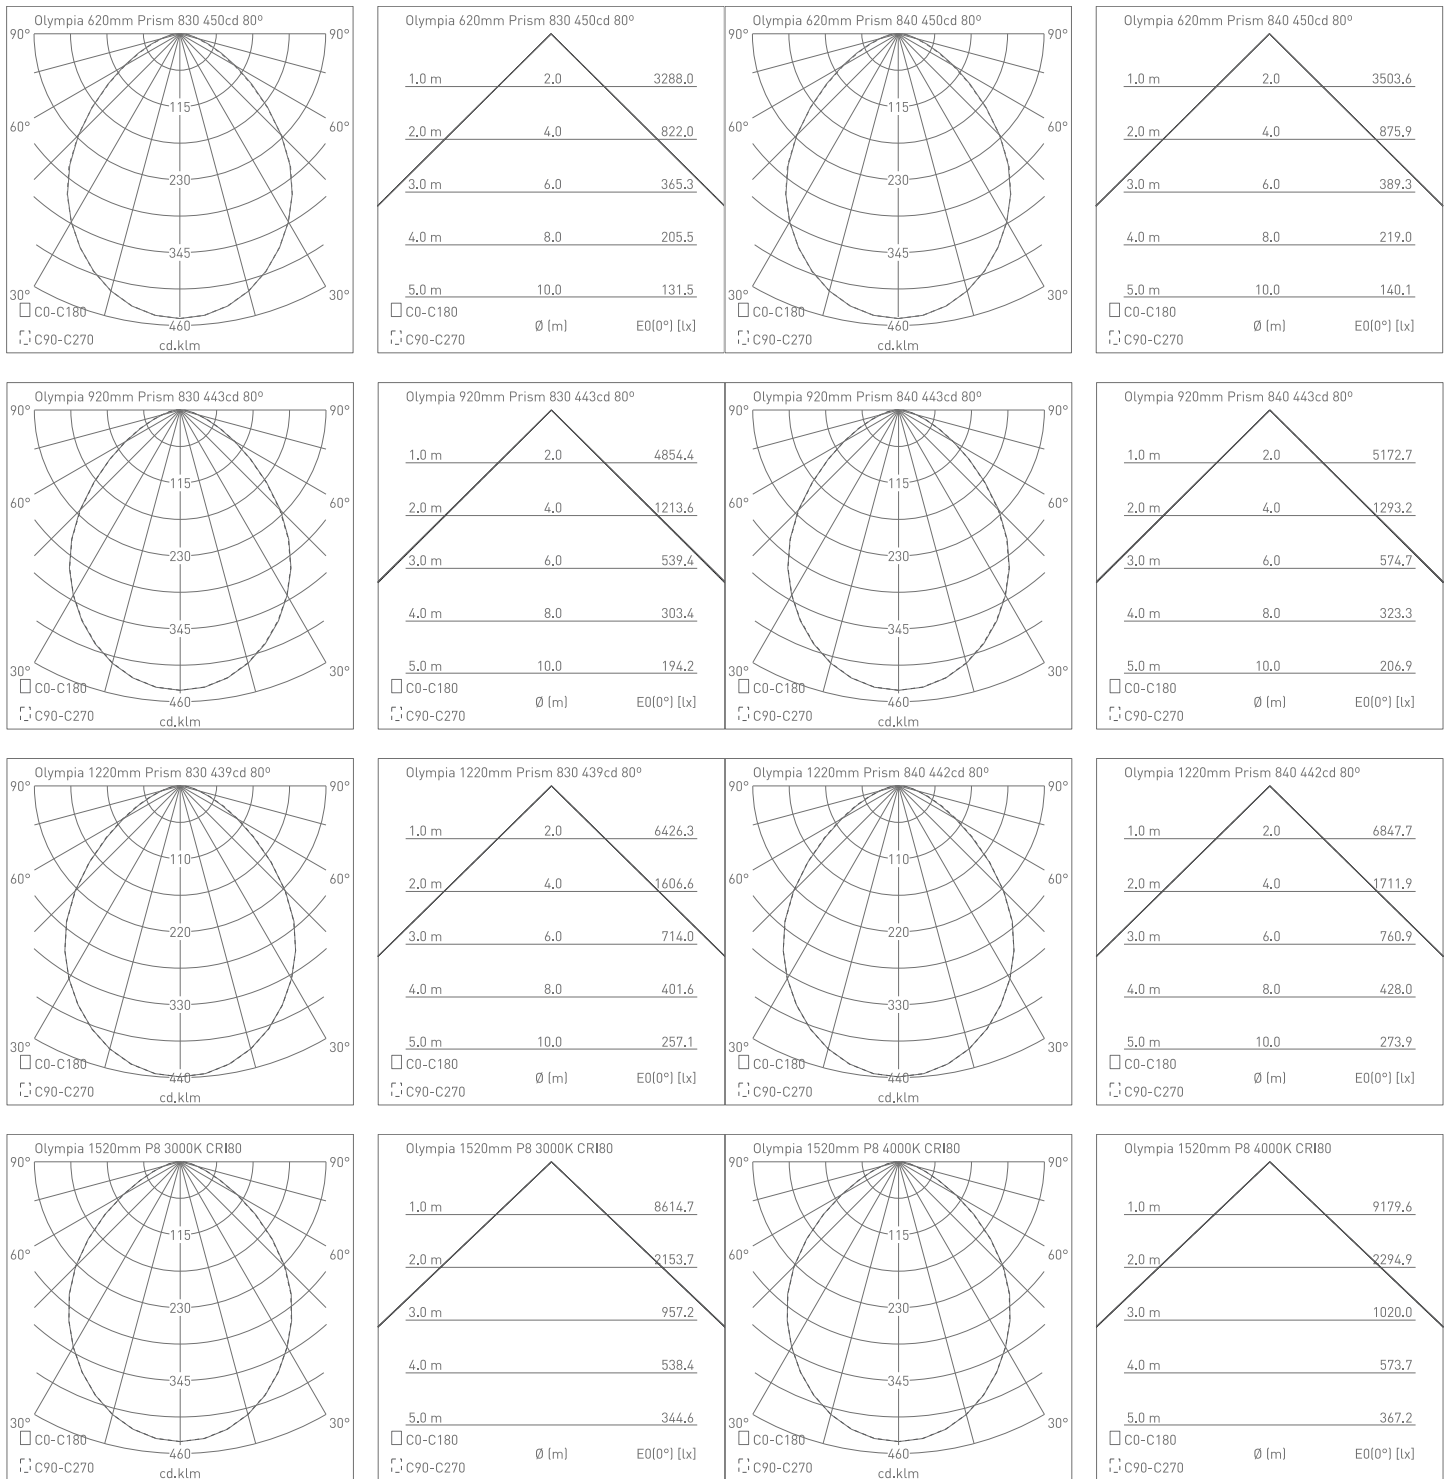 Olympia 620mm Prism 830 450cd 80º
90° 90°
115
60° 60°
230
345
30° 30°
C0-C180
460
C90-C270
cd.klm
Olympia 620mm Prism 830 450cd 80º
1.0 m 2.0 3288.0
2.0 m 4.0 822.0
3.0 m 6.0 365.3
4.0 m 8.0 205.5
5.0 m 10.0 131.5
C0-C180
Ø (m) E0(0°) [lx]
C90-C270
Olympia 620mm Prism 840 450cd 80º
90° 90°
115
60° 60°
230
345
30° 30°
C0-C180
460
C90-C270
cd.klm
Olympia 620mm Prism 840 450cd 80º
1.0 m 2.0 3503.6
2.0 m 4.0 875.9
3.0 m 6.0 389.3
4.0 m 8.0 219.0
5.0 m 10.0 140.1
C0-C180
Ø (m) E0(0°) [lx]
C90-C270
Olympia 920mm Prism 830 443cd 80º
90° 90°
115
60° 60°
230
345
30° 30°
C0-C180
460
C90-C270
cd.klm
Olympia 920mm Prism 830 443cd 80º
1.0 m 2.0 4854.4
2.0 m 4.0 1213.6
3.0 m 6.0 539.4
4.0 m 8.0 303.4
5.0 m 10.0 194.2
C0-C180
Ø (m) E0(0°) [lx]
C90-C270
Olympia 920mm Prism 840 443cd 80º
90° 90°
115
60° 60°
230
345
30° 30°
C0-C180
460
C90-C270
cd.klm
Olympia 920mm Prism 840 443cd 80º
1.0 m 2.0 5172.7
2.0 m 4.0 1293.2
3.0 m 6.0 574.7
4.0 m 8.0 323.3
5.0 m 10.0 206.9
C0-C180
Ø (m) E0(0°) [lx]
C90-C270
Olympia 1220mm Prism 830 439cd 80º
90° 90°
110
60° 60°
220
330
30° 30°
C0-C180
440
C90-C270
cd.klm
Olympia 1220mm Prism 830 439cd 80º
1.0 m 2.0 6426.3
2.0 m 4.0 1606.6
3.0 m 6.0 714.0
4.0 m 8.0 401.6
5.0 m 10.0 257.1
C0-C180
Ø (m) E0(0°) [lx]
C90-C270
Olympia 1220mm Prism 840 442cd 80º
90° 90°
110
60° 60°
220
330
30° 30°
C0-C180
440
C90-C270
cd.klm
Olympia 1220mm Prism 840 442cd 80º
1.0 m 2.0 6847.7
2.0 m 4.0 1711.9
3.0 m 6.0 760.9
4.0 m 8.0 428.0
5.0 m 10.0 273.9
C0-C180
Ø (m) E0(0°) [lx]
C90-C270
Olympia 1520mm P8 3000K CRI80
90° 90°
115
60° 60°
230
345
30° 30°
C0-C180
460
C90-C270
cd.klm
Olympia 1520mm P8 3000K CRI80
1.0 m 8614.7
2.0 m 2153.7
3.0 m 957.2
4.0 m 538.4
5.0 m 344.6
C0-C180
Ø (m) E0(0°) [lx]
C90-C270
Olympia 1520mm P8 4000K CRI80
90° 90°
115
60° 60°
230
345
30° 30°
C0-C180
460
C90-C270
cd.klm
Olympia 1520mm P8 4000K CRI80
1.0 m 9179.6
2.0 m 2294.9
3.0 m 1020.0
4.0 m 573.7
5.0 m 367.2
C0-C180
Ø (m) E0(0°) [lx]
C90-C270